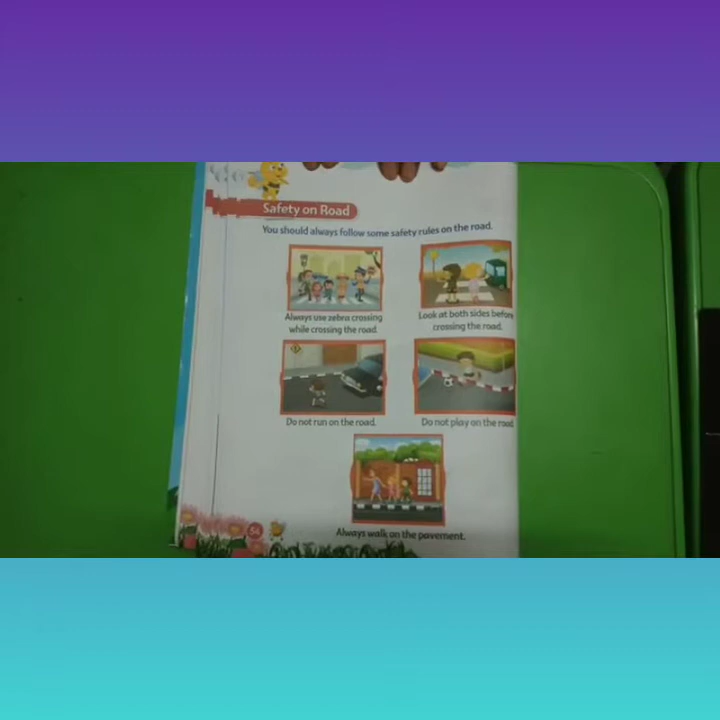 Safety on Road
You should always follow some safety rules on the road.
Always use zebra crossing
while crossing the road.
Look at both sides before
crossing the road.
Do not run on the road.
Do not play on the road
Always walk on the pavement.
54